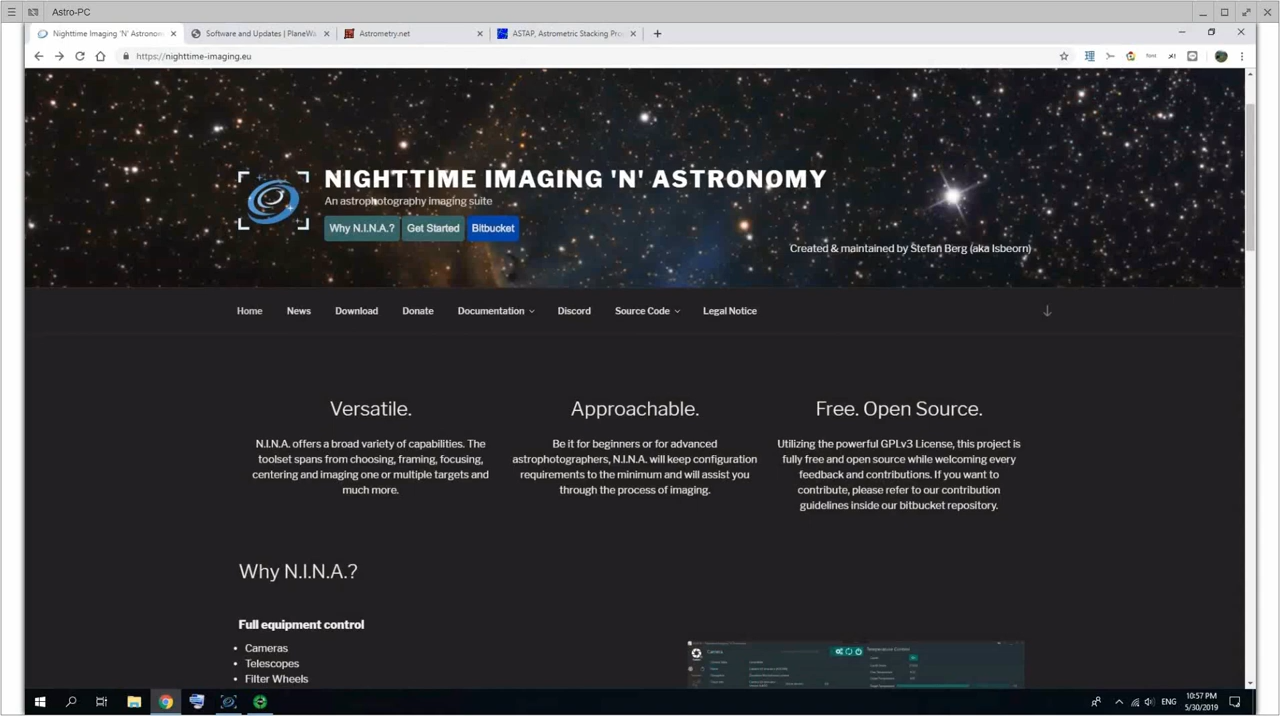 Astro-PC
Nighttime Imaging 'N' Astronom
Software and Updates | PlaneWa
Astrometry.net
ASTAP, Astrometric Stacking Pro
https://nighttime-imaging.eu
NIGHTTIME IMAGING 'N' ASTRONOMY
An astrophotography imaging suite
Why N.I.N.A.? Get Started Bitbucket
Created & maintained by Stefan Berg (aka Isbeorn)
Home News Download Donate Documentation Discord Source Code Legal Notice
Versatile.
N.I.N.A. offers a broad variety of capabilities. The
toolset spans from choosing, framing, focusing,
centering and imaging one or multiple targets and
much more.
Approachable.
Be it for beginners or for advanced
astrophotographers, N.I.N.A. will keep configuration
requirements to the minimum and will assist you
through the process of imaging.
Free. Open Source.
Utilizing the powerful GPLv3 License, this project is
fully free and open source while welcoming every
feedback and contributions. If you want to
contribute, please refer to our contribution
guidelines inside our bitbucket repository.
Why N.I.N.A.?
Full equipment control
• Cameras
• Telescopes
• Filter Wheels
Camera
Temperature Control
ENG
10:57 PM
5/30/2019